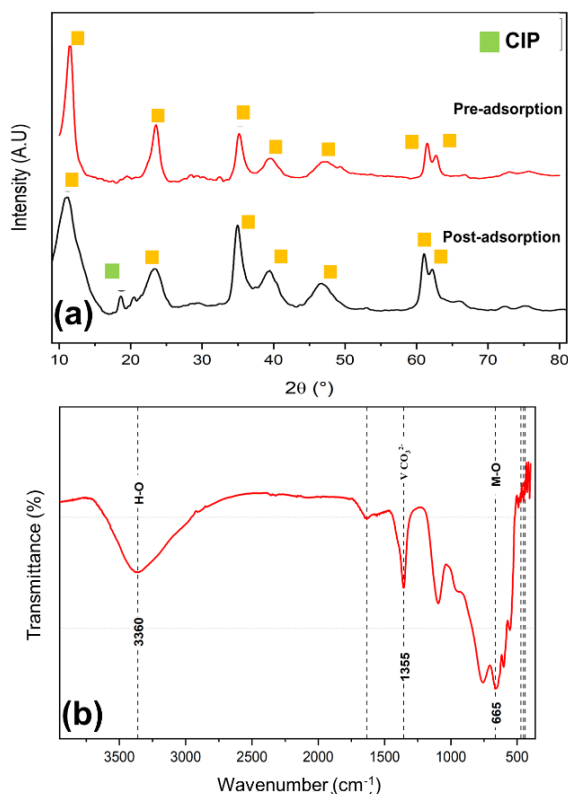 CIP
Pre-adsorption
Post-adsorption
Intensity (A.U)
(a)
10 20 30 40 50 60 70 80
2θ (°)
H-O
ν CO₃²⁻
M-O
3360
1355
665
Transmittance (%)
(b)
3500 3000 2500 2000 1500 1000 500
Wavenumber (cm⁻¹)